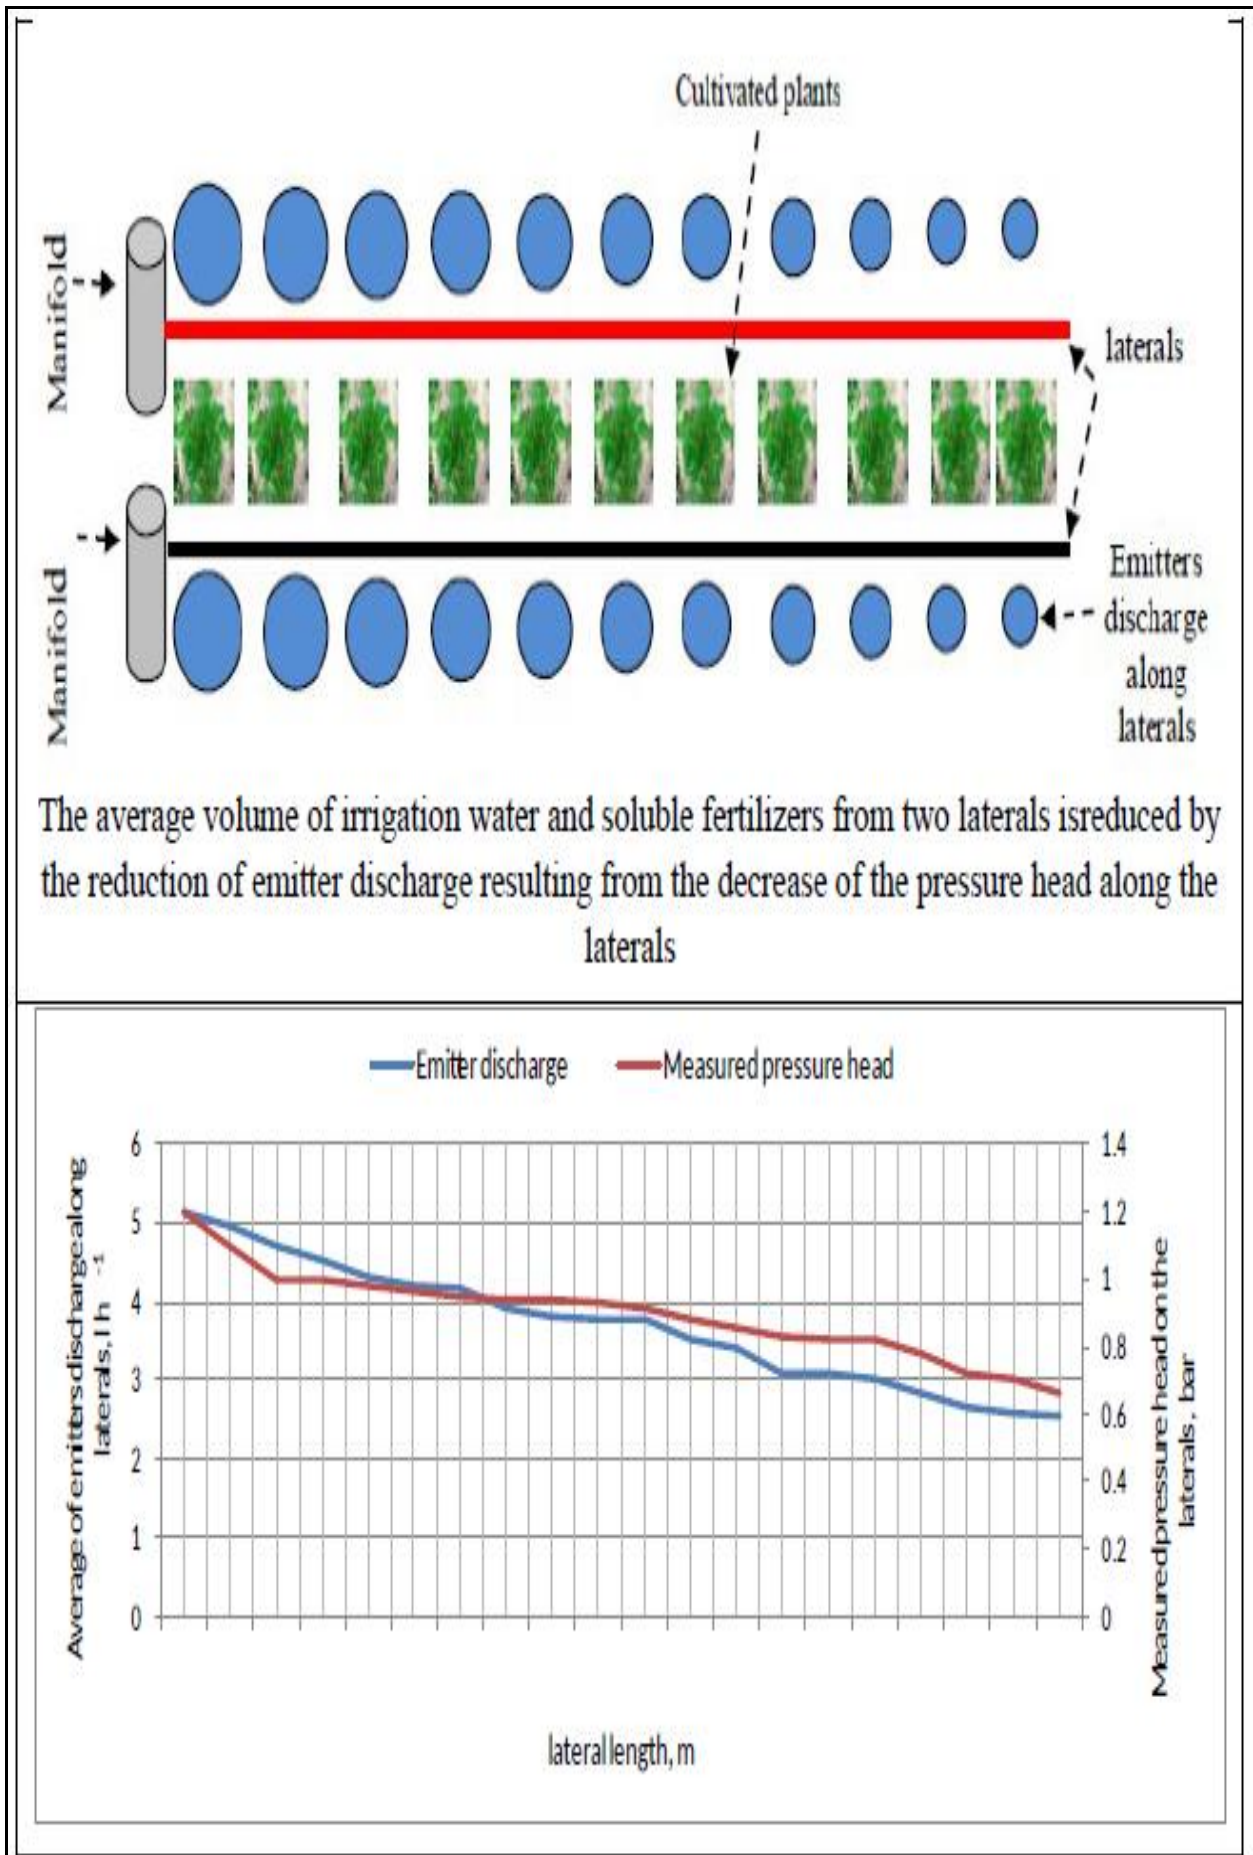 Cultivated plants
Manifold
laterals
Manifold
Emitters
discharge
along
laterals
The average volume of irrigation water and soluble fertilizers from two laterals isreduced by
the reduction of emitter discharge resulting from the decrease of the pressure head along the
laterals
Emitter discharge
Measured pressure head
Average of emitters discharge along
laterals, l h ⁻¹
6
5
4
3
2
1
0
1.4
1.2
1
0.8
0.6
0.4
0.2
0
Measured pressure head on the
laterals, bar
lateral length, m